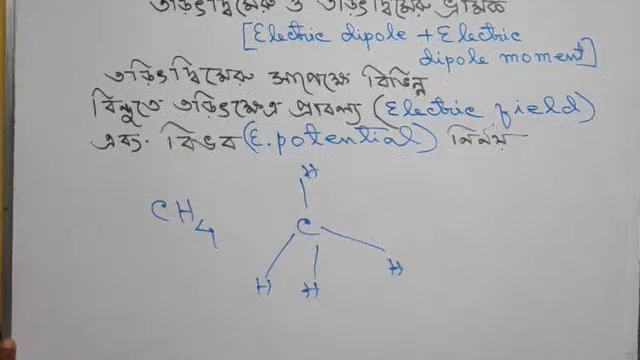 তড়িৎদ্বিমেরু ও তড়িৎদ্বিমেরু ভ্রামক
[Electric dipole + Electric
dipole moment]
তড়িৎদ্বিমেরু সাপেক্ষে বিভিন্ন
বিন্দুতে তড়িৎক্ষেত্র প্রাবল্য (Electric field)
এবং বিভব (E. potential) নির্নয়
H
CH4 C
H H H